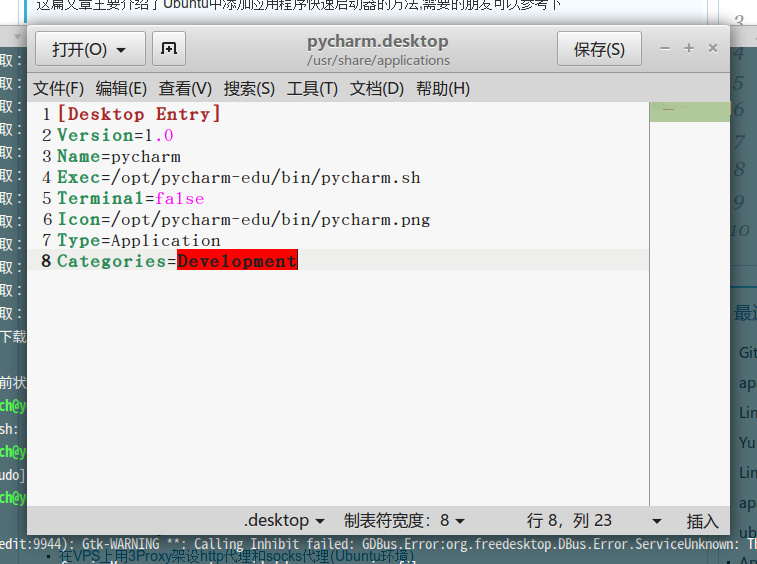 这篇文章主要介绍了Ubuntu中添加应用程序快速启动器的方法,需要的朋友可以参考下
打开(O)
pycharm.desktop
/usr/share/applications
保存(S)
文件(F) 编辑(E) 查看(V) 搜索(S) 工具(T) 文档(D) 帮助(H)
1 [Desktop Entry]
2 Version=1.0
3 Name=pycharm
4 Exec=/opt/pycharm-edu/bin/pycharm.sh
5 Terminal=false
6 Icon=/opt/pycharm-edu/bin/pycharm.png
7 Type=Application
8 Categories=Development
.desktop 制表符宽度: 8 行 8，列 23 插入
取:
取:
取:
取:
取:
取:
取:
取:
取:
取:
取:
取:
下载
前状
ch@y
sh:
ch@y
udo]
ch@y
3
4
5
6
7
8
9
10
最近
Git
apa
Lin
Yu
Lin
apa
ub
edit:9944): Gtk-WARNING **: Calling Inhibit failed: GDBus.Error:org.freedesktop.DBus.Error.ServiceUnknown: Th
在VPS上用3Proxy架设http代理和socks代理(Ubuntu环境)